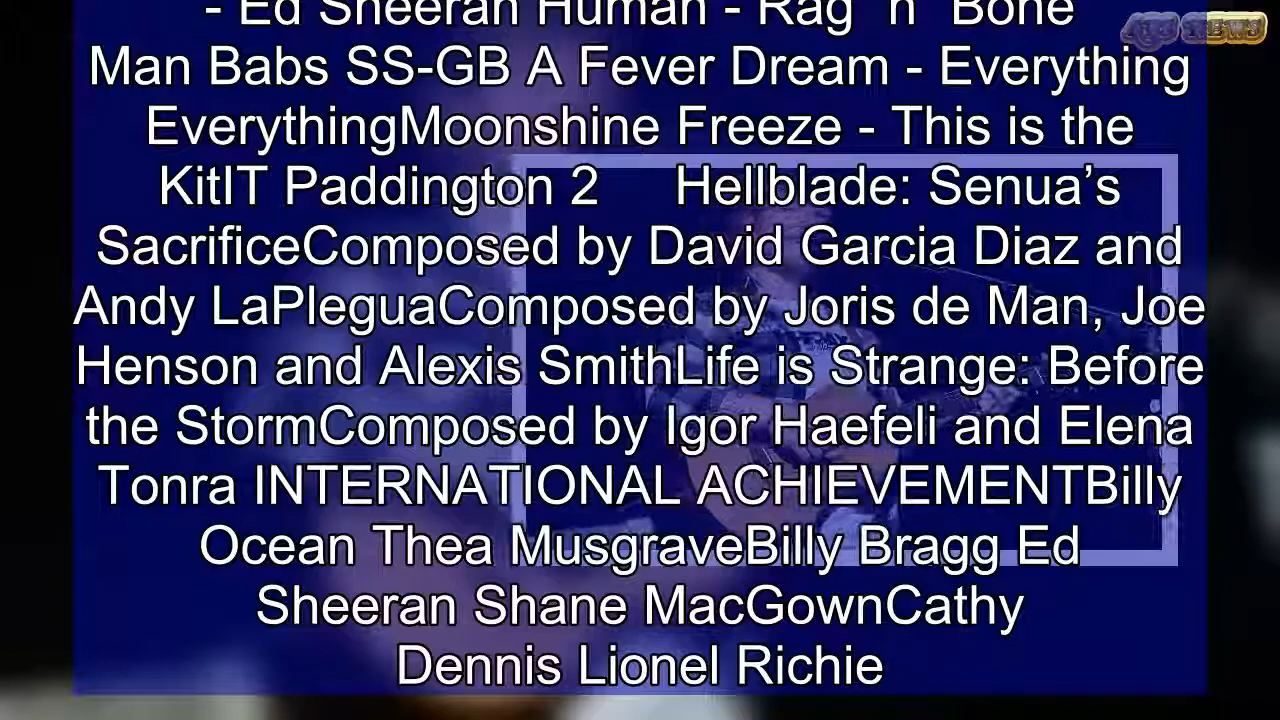 - Ed Sheeran Human - Rag 'n' Bone
Man Babs SS-GB A Fever Dream - Everything
EverythingMoonshine Freeze - This is the
KitIT Paddington 2 Hellblade: Senua’s
SacrificeComposed by David Garcia Diaz and
Andy LaPleguaComposed by Joris de Man, Joe
Henson and Alexis SmithLife is Strange: Before
the StormComposed by Igor Haefeli and Elena
Tonra INTERNATIONAL ACHIEVEMENTBilly
Ocean Thea MusgraveBilly Bragg Ed
Sheeran Shane MacGownCathy
Dennis Lionel Richie
NEWS